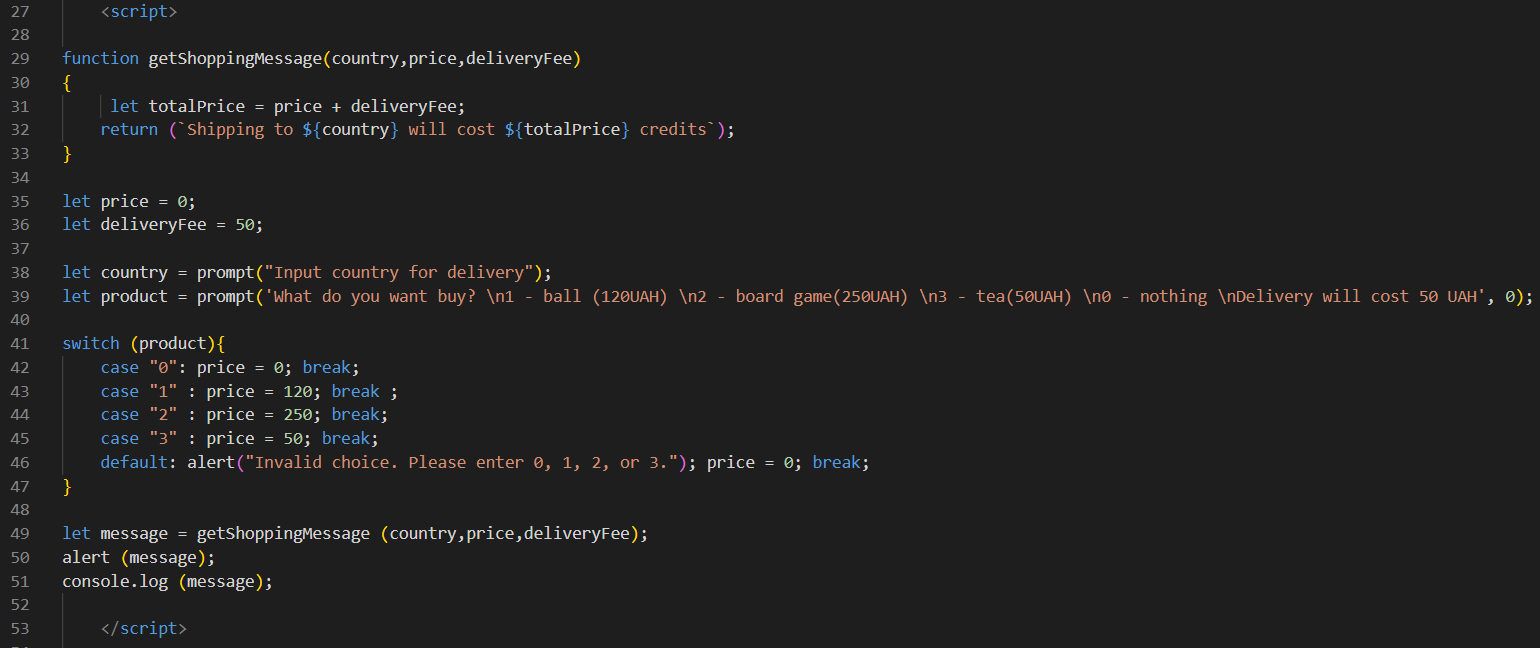 27 <script>
28
29 function getShoppingMessage(country,price,deliveryFee)
30 {
31 let totalPrice = price + deliveryFee;
32 return (`Shipping to ${country} will cost ${totalPrice} credits`);
33 }
34
35 let price = 0;
36 let deliveryFee = 50;
37
38 let country = prompt("Input country for delivery");
39 let product = prompt('What do you want buy? \n1 - ball (120UAH) \n2 - board game(250UAH) \n3 - tea(50UAH) \n0 - nothing \nDelivery will cost 50 UAH', 0);
40
41 switch (product){
42 case "0": price = 0; break;
43 case "1" : price = 120; break ;
44 case "2" : price = 250; break;
45 case "3" : price = 50; break;
46 default: alert("Invalid choice. Please enter 0, 1, 2, or 3."); price = 0; break;
47 }
48
49 let message = getShoppingMessage (country,price,deliveryFee);
50 alert (message);
51 console.log (message);
52
53 </script>